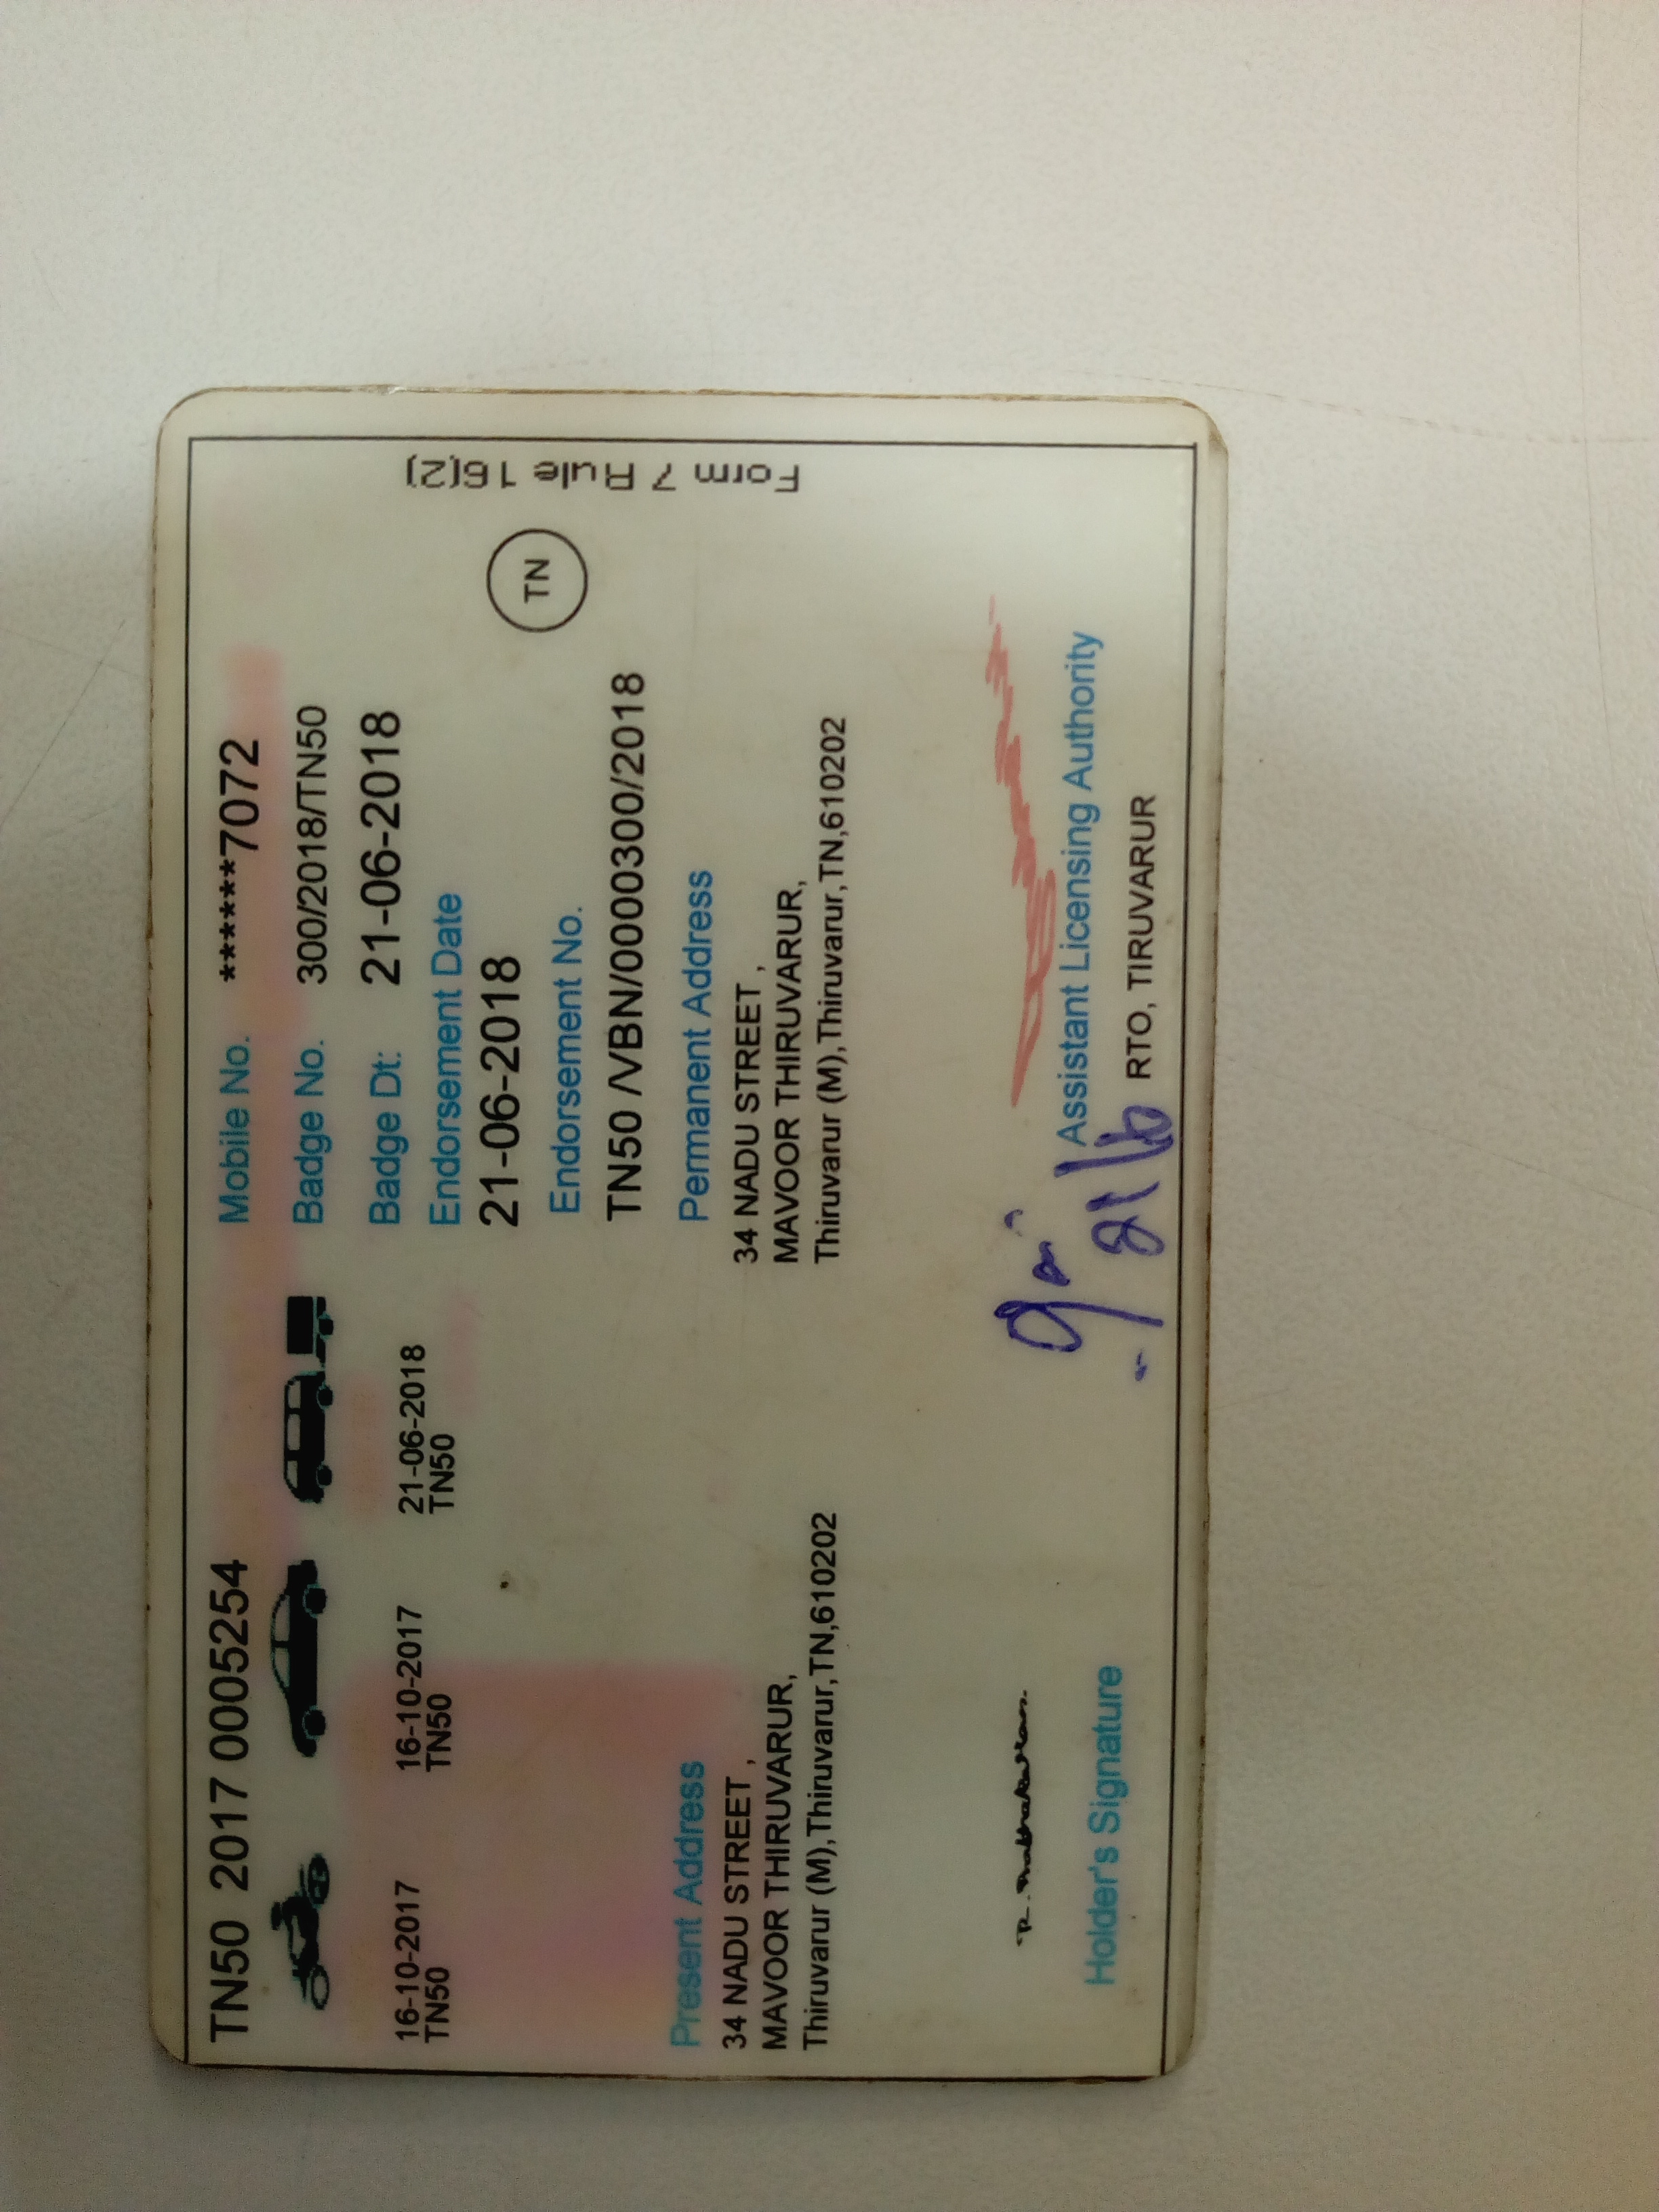 TN50 2017 0005254
16-10-2017
TN50
16-10-2017
TN50
21-06-2018
TN50
Mobile No. ******7072
Badge No. 300/2018/TN50
Badge Dt: 21-06-2018
Endorsement Date
21-06-2018
Endorsement No.
TN50 /VBN/0000300/2018
TN
Form 7 Rule 16(2)
Present Address
34 NADU STREET ,
MAVOOR THIRUVARUR,
Thiruvarur (M),Thiruvarur,TN,610202
Permanent Address
34 NADU STREET ,
MAVOOR THIRUVARUR,
Thiruvarur (M),Thiruvarur,TN,610202
Holder's Signature
Assistant Licensing Authority
RTO, TIRUVARUR